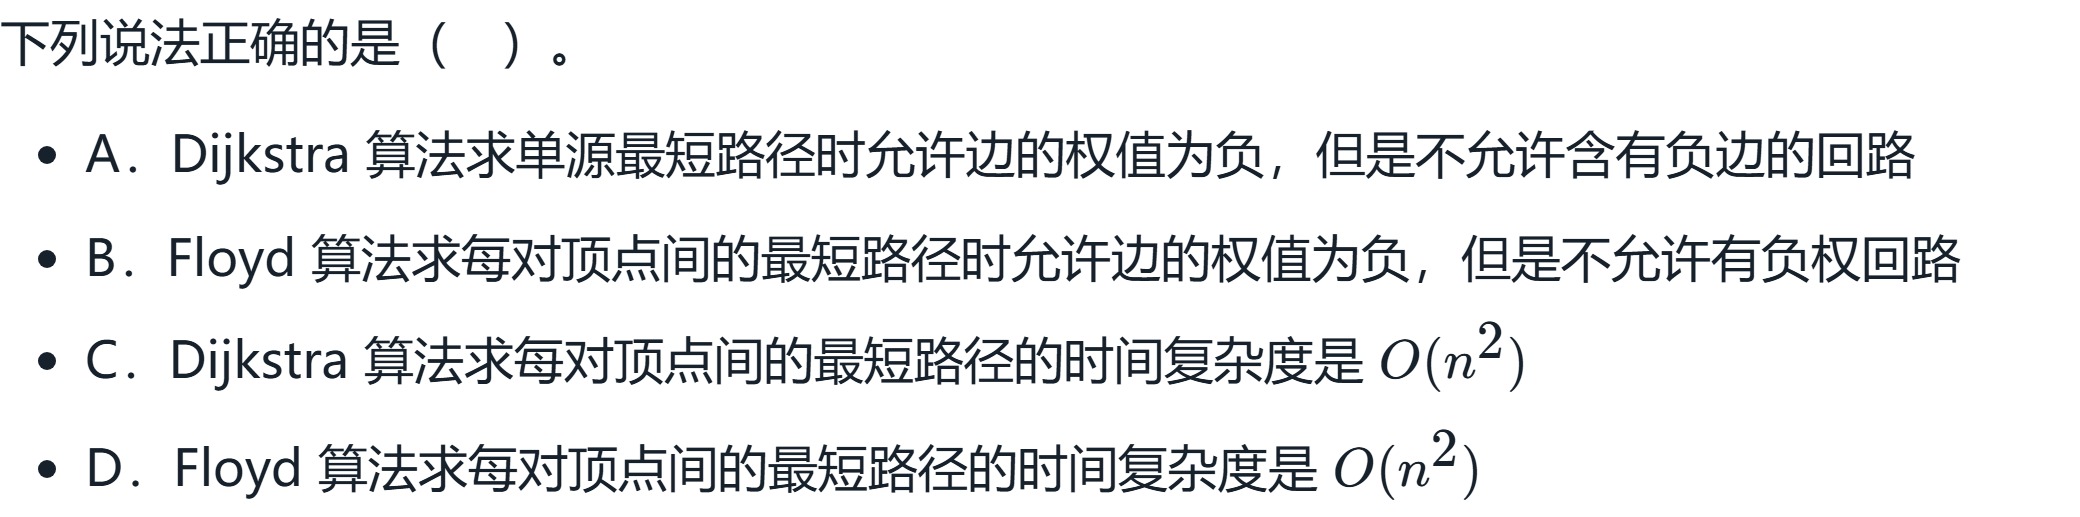 下列说法正确的是（　）。
• A．Dijkstra 算法求单源最短路径时允许边的权值为负，但是不允许含有负边的回路
• B．Floyd 算法求每对顶点间的最短路径时允许边的权值为负，但是不允许有负权回路
• C．Dijkstra 算法求每对顶点间的最短路径的时间复杂度是 O(n²)
• D．Floyd 算法求每对顶点间的最短路径的时间复杂度是 O(n²)